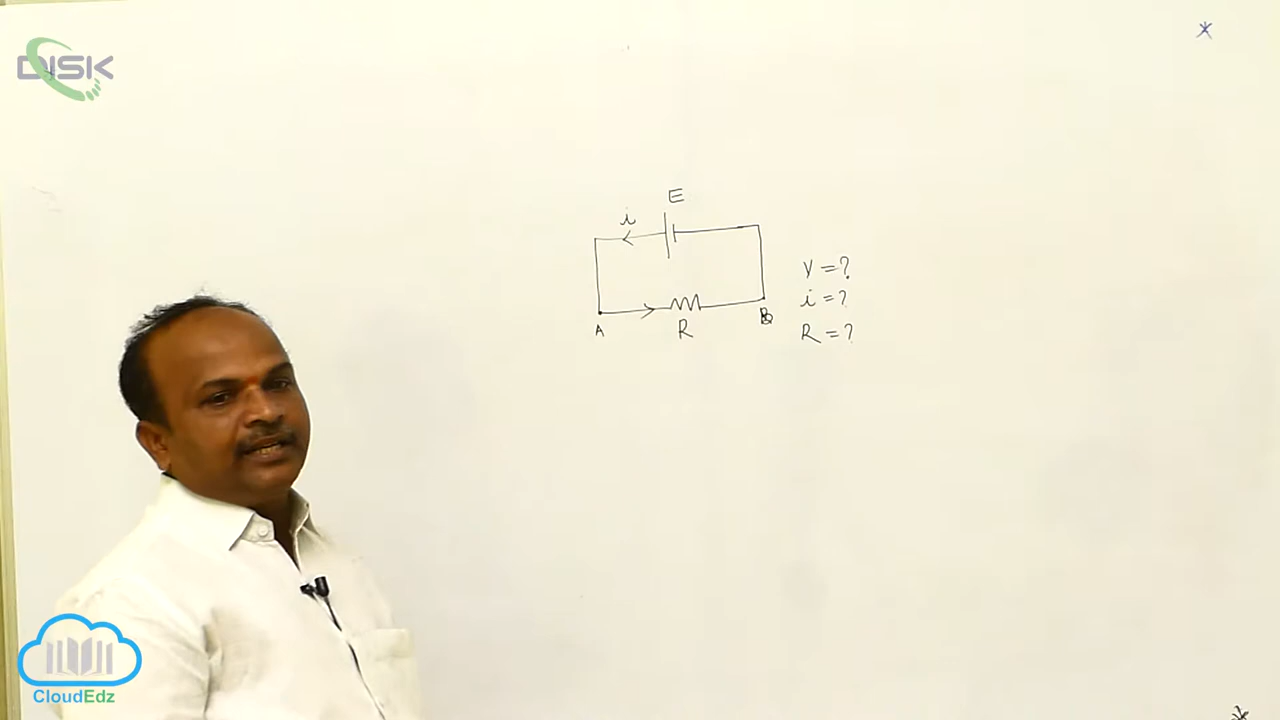 DISK
E
i
V = ?
i = ?
R = ?
A
R
B
CloudEdz